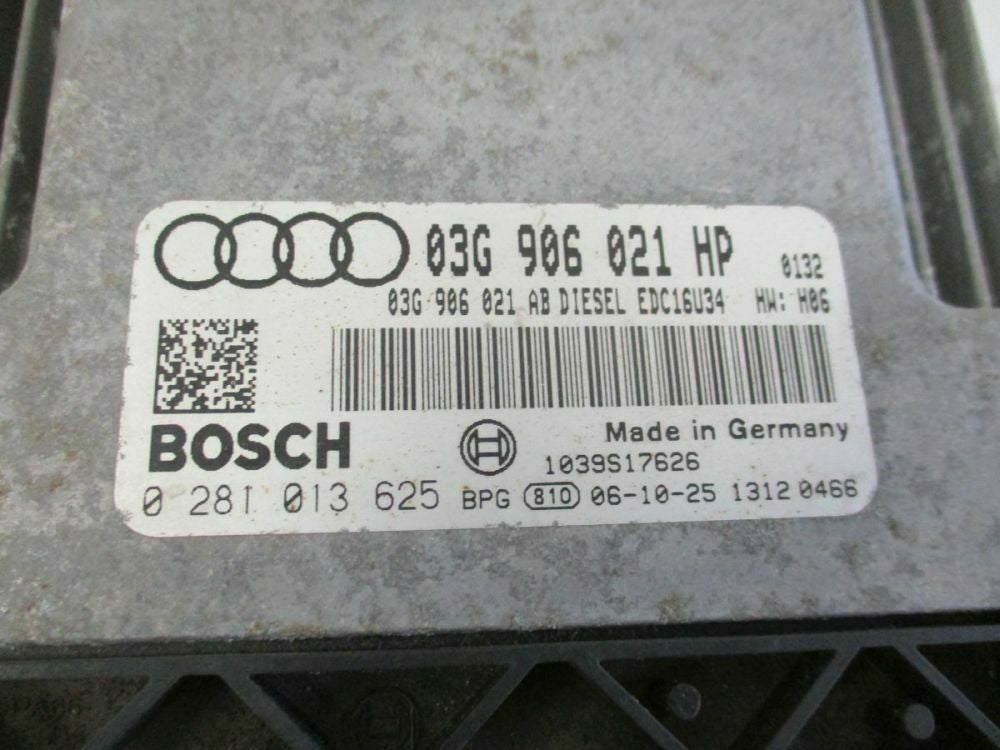 03G 906 021 HP 0132
03G 906 021 AB DIESEL EDC16U34 HW: H06
BOSCH Made in Germany
1039S17626
0 281 013 625 BPG 810 06-10-25 1312 0466